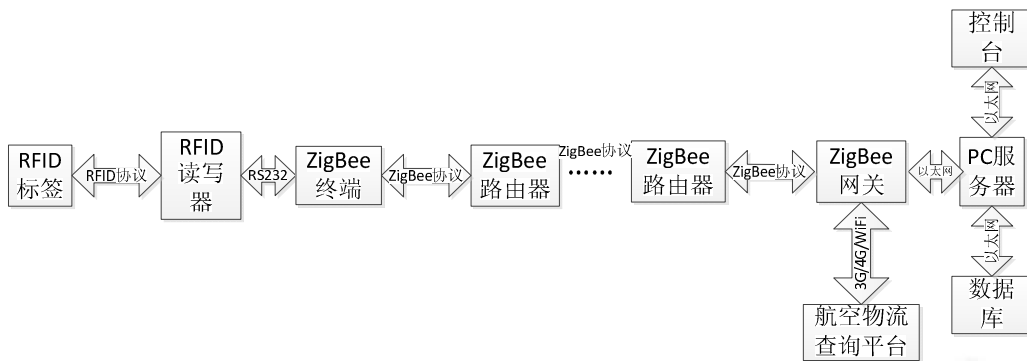 控制
台
以太网
RFID
标签
RFID协议
RFID
读写
器
RS232
ZigBee
终端
ZigBee协议
ZigBee
路由器
ZigBee协议
······
ZigBee
路由器
ZigBee协议
ZigBee
网关
以太网
PC服
务器
3G/4G/WiFi
以太网
航空物流
查询平台
数据
库